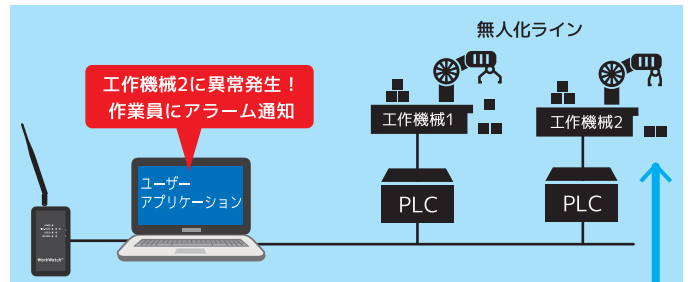 無人化ライン
工作機械2に異常発生！
作業員にアラーム通知
工作機械1
工作機械2
ユーザー
アプリケーション
PLC
PLC
WorkWatch